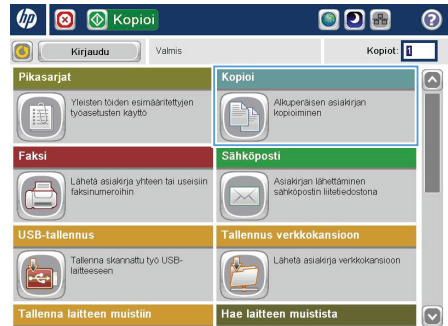 hp Kopioi ?
Kirjaudu Valmis Kopiot: 1
Pikasarjat
Yleisten töiden esimääritettyjen
työasetusten käyttö
Kopioi
Alkuperäisen asiakirjan
kopioiminen
Faksi
Lähetä asiakirja yhteen tai useisiin
faksinumeroihin
Sähköposti
Asiakirjan lähettäminen
sähköpostin liitetiedostona
USB-tallennus
Tallenna skannattu työ USB-
laitteeseen
Tallennus verkkokansioon
Lähetä asiakirja verkkokansioon
Tallenna laitteen muistiin
Hae laitteen muistista